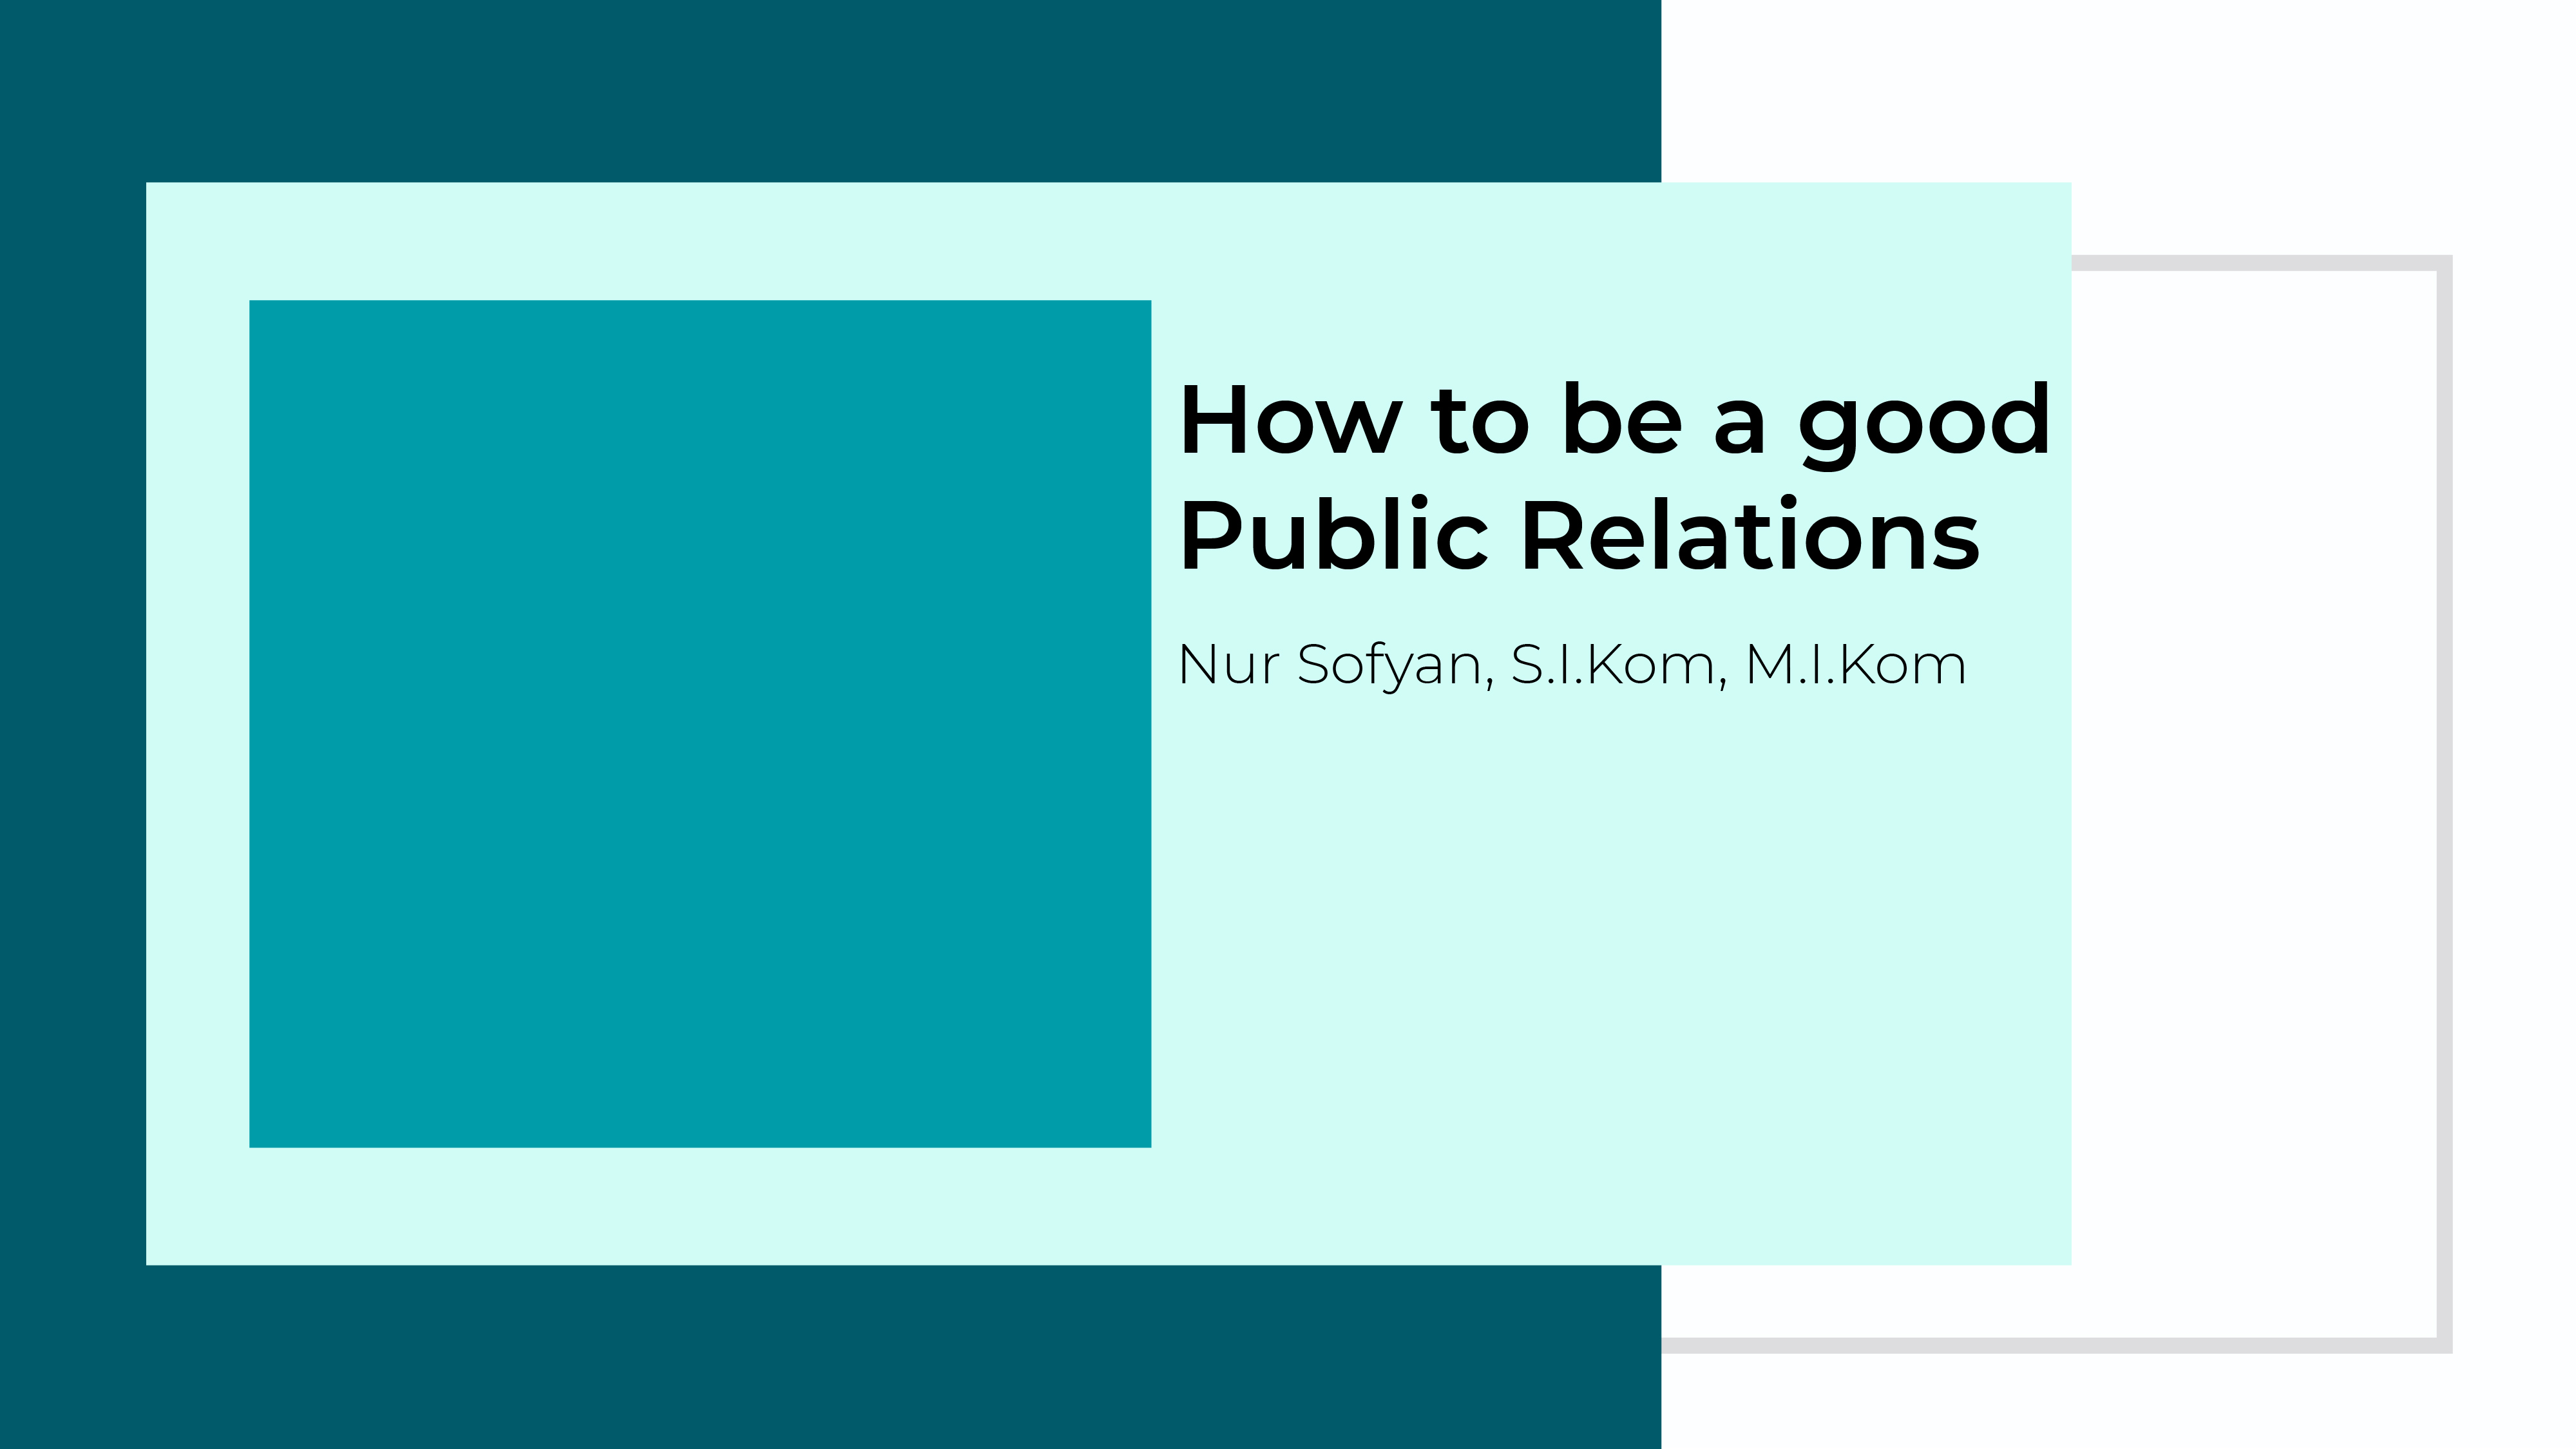 How to be a good
Public Relations
Nur Sofyan, S.I.Kom, M.I.Kom